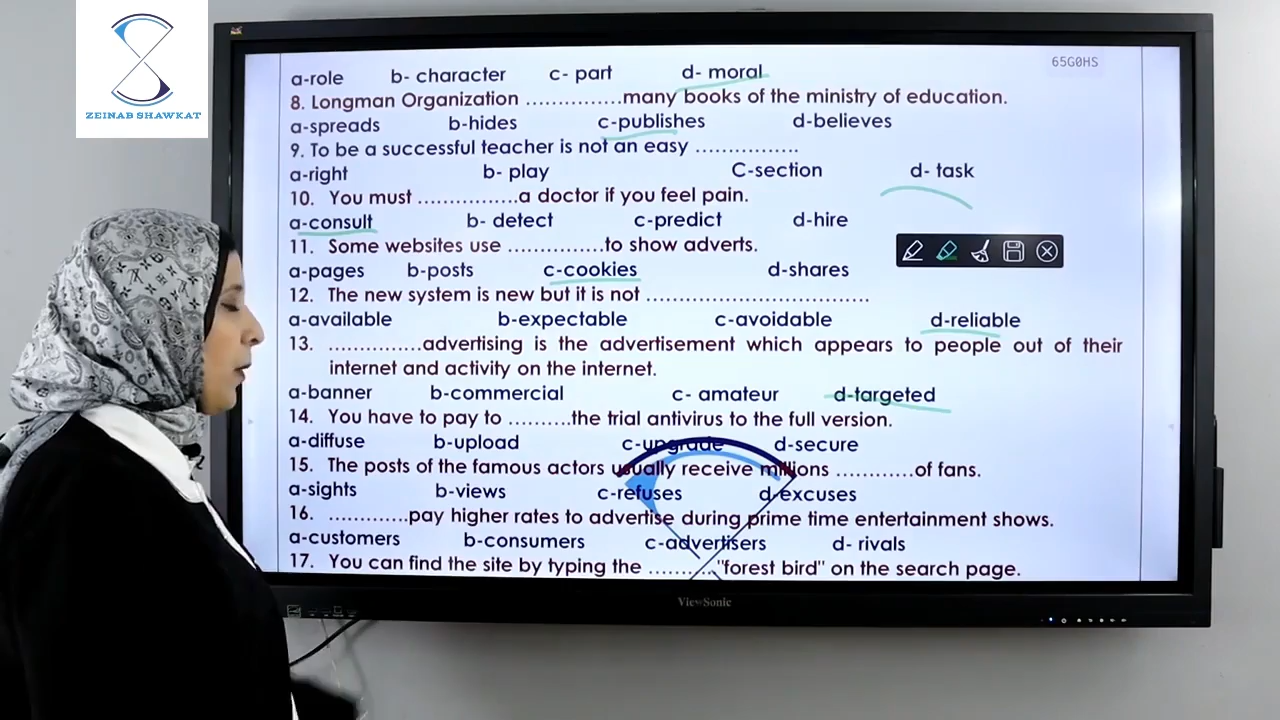 ZEINAB SHAWKAT
65G0HS
a-role b- character c- part d- moral
8. Longman Organization ……………many books of the ministry of education.
a-spreads b-hides c-publishes d-believes
9. To be a successful teacher is not an easy ……………
a-right b- play C-section d- task
10. You must ……………a doctor if you feel pain.
a-consult b- detect c-predict d-hire
11. Some websites use ……………to show adverts.
a-pages b-posts c-cookies d-shares
12. The new system is new but it is not ……………………………
a-available b-expectable c-avoidable d-reliable
13. ……………advertising is the advertisement which appears to people out of their
internet and activity on the internet.
a-banner b-commercial c- amateur d-targeted
14. You have to pay to ……….the trial antivirus to the full version.
a-diffuse b-upload c-upgrade d-secure
15. The posts of the famous actors usually receive millions …………of fans.
a-sights b-views c-refuses d-excuses
16. ………….pay higher rates to advertise during prime time entertainment shows.
a-customers b-consumers c-advertisers d- rivals
17. You can find the site by typing the ………."forest bird" on the search page.
ViewSonic